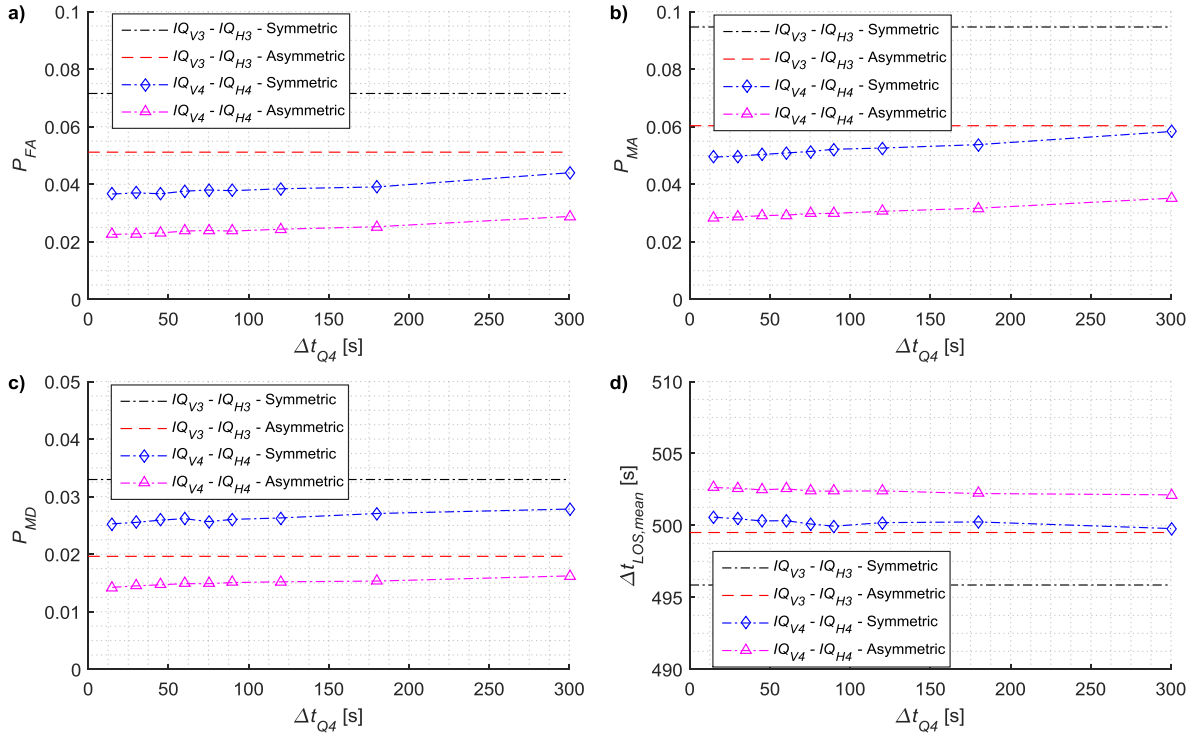 a)
0.1
0.08
0.06
0.04
0.02
0
P_FA
IQ_V3 - IQ_H3 - Symmetric
IQ_V3 - IQ_H3 - Asymmetric
IQ_V4 - IQ_H4 - Symmetric
IQ_V4 - IQ_H4 - Asymmetric
0 50 100 150 200 250 300
Δt_Q4 [s]
b)
0.1
0.08
0.06
0.04
0.02
0
P_MA
IQ_V3 - IQ_H3 - Symmetric
IQ_V3 - IQ_H3 - Asymmetric
IQ_V4 - IQ_H4 - Symmetric
IQ_V4 - IQ_H4 - Asymmetric
0 50 100 150 200 250 300
Δt_Q4 [s]
c)
0.05
0.04
0.03
0.02
0.01
0
P_MD
IQ_V3 - IQ_H3 - Symmetric
IQ_V3 - IQ_H3 - Asymmetric
IQ_V4 - IQ_H4 - Symmetric
IQ_V4 - IQ_H4 - Asymmetric
0 50 100 150 200 250 300
Δt_Q4 [s]
d)
510
505
500
495
490
Δt_LOS,mean [s]
IQ_V3 - IQ_H3 - Symmetric
IQ_V3 - IQ_H3 - Asymmetric
IQ_V4 - IQ_H4 - Symmetric
IQ_V4 - IQ_H4 - Asymmetric
0 50 100 150 200 250 300
Δt_Q4 [s]